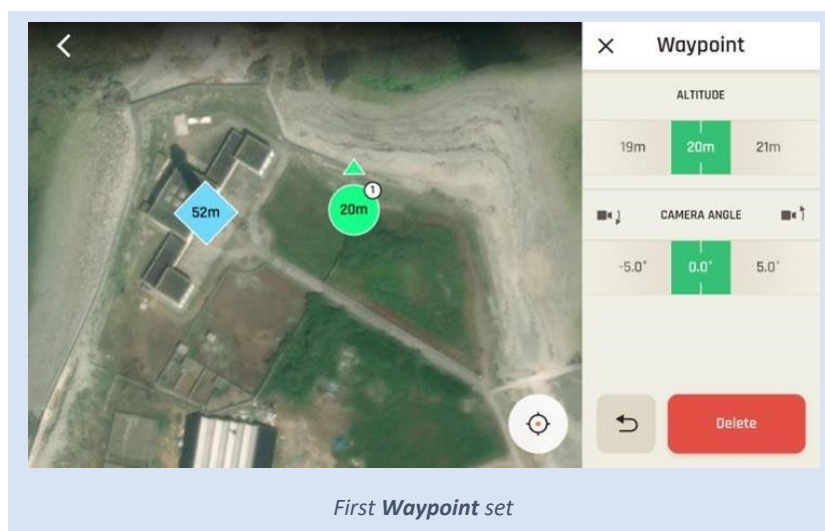 Waypoint
ALTITUDE
19m 20m 21m
CAMERA ANGLE
-5.0° 0.0° 5.0°
52m
20m
1
Delete
First Waypoint set